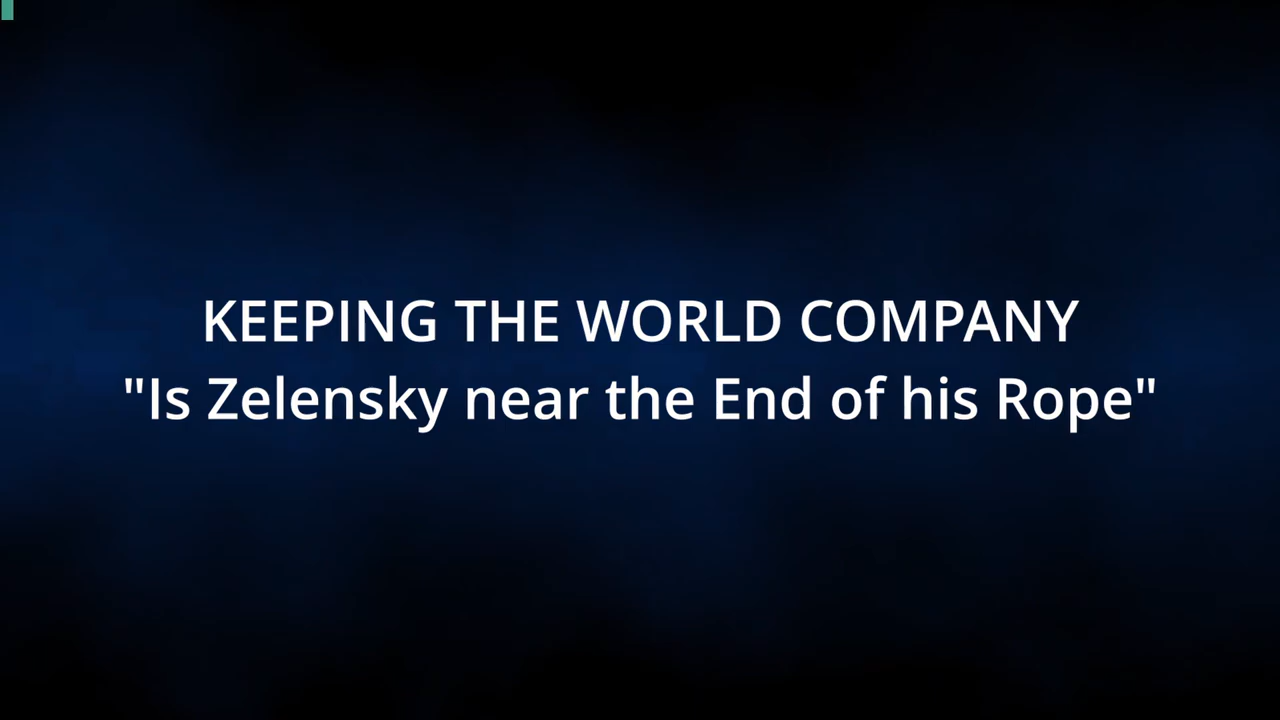 KEEPING THE WORLD COMPANY
"Is Zelensky near the End of his Rope"